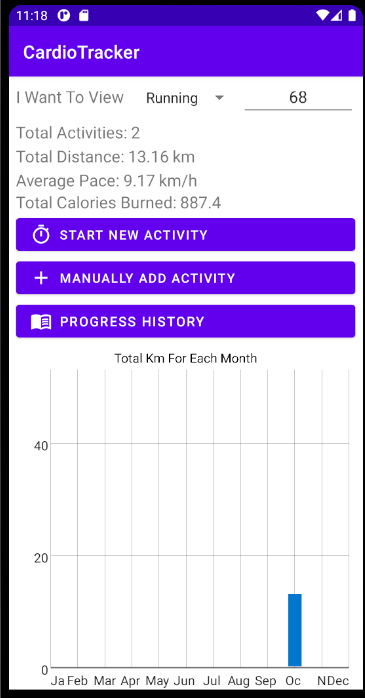 11:18
CardioTracker
I Want To View Running 68
Total Activities: 2
Total Distance: 13.16 km
Average Pace: 9.17 km/h
Total Calories Burned: 887.4
START NEW ACTIVITY
MANUALLY ADD ACTIVITY
PROGRESS HISTORY
Total Km For Each Month
40
20
0
Ja Feb Mar Apr May Jun Jul Aug Sep Oc N Dec